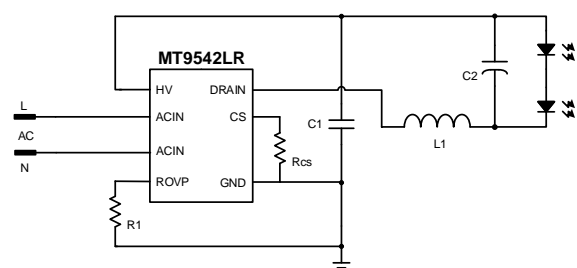 MT9542LR
HV
DRAIN
C2
L
ACIN
CS
C1
AC
ACIN
L1
Rcs
N
ROVP
GND
R1